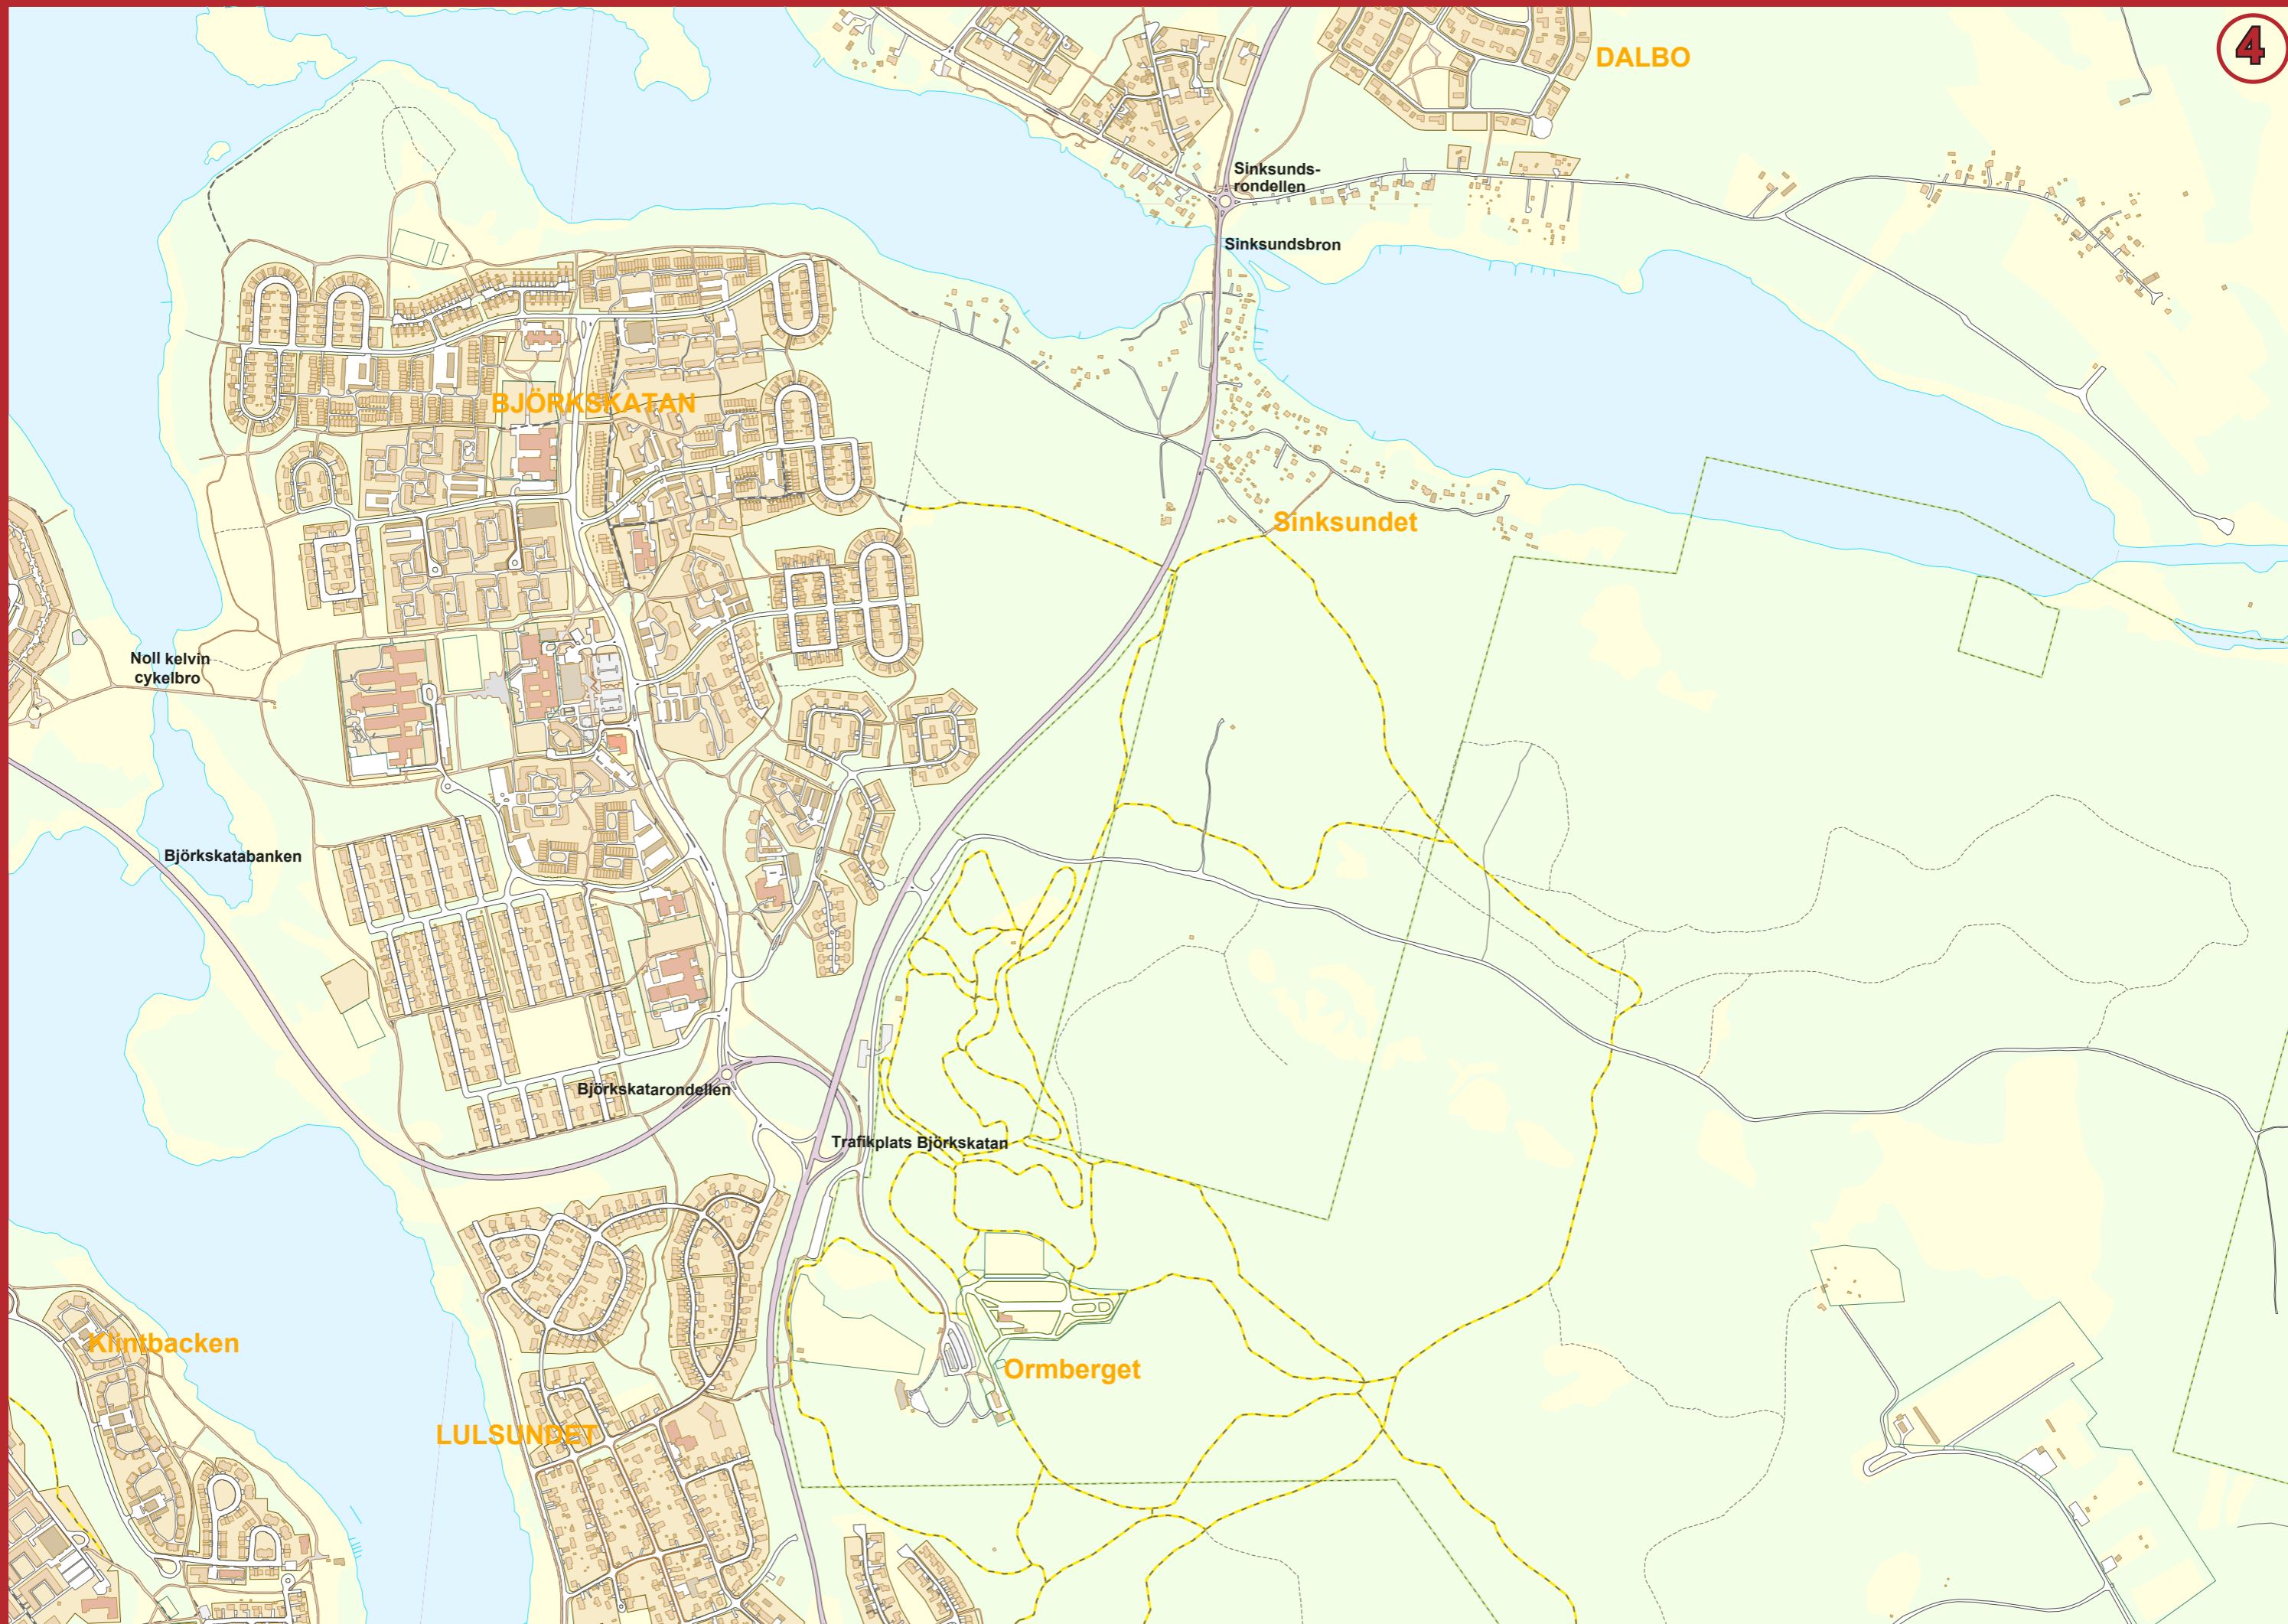 4
DALBO
Sinksunds-
rondellen
Sinksundsbron
BJÖRKSKATAN
Sinksundet
Noll kelvin
cykelbro
Björkskatabanken
Björkskatarondellen
Trafikplats Björkskatan
Klintbacken
Ormberget
LULSUNDET